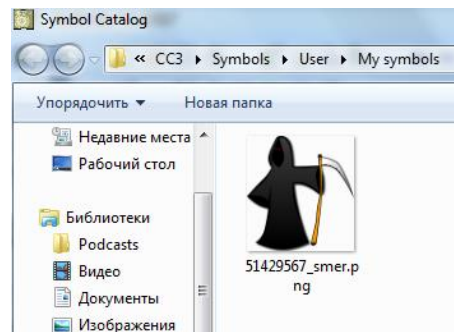 Symbol Catalog
« CC3 ▸ Symbols ▸ User ▸ My symbols
Упорядочить ▼ Новая папка
Недавние места
Рабочий стол
Библиотеки
Podcasts
Видео
Документы
Изображения
51429567_smer.p
ng